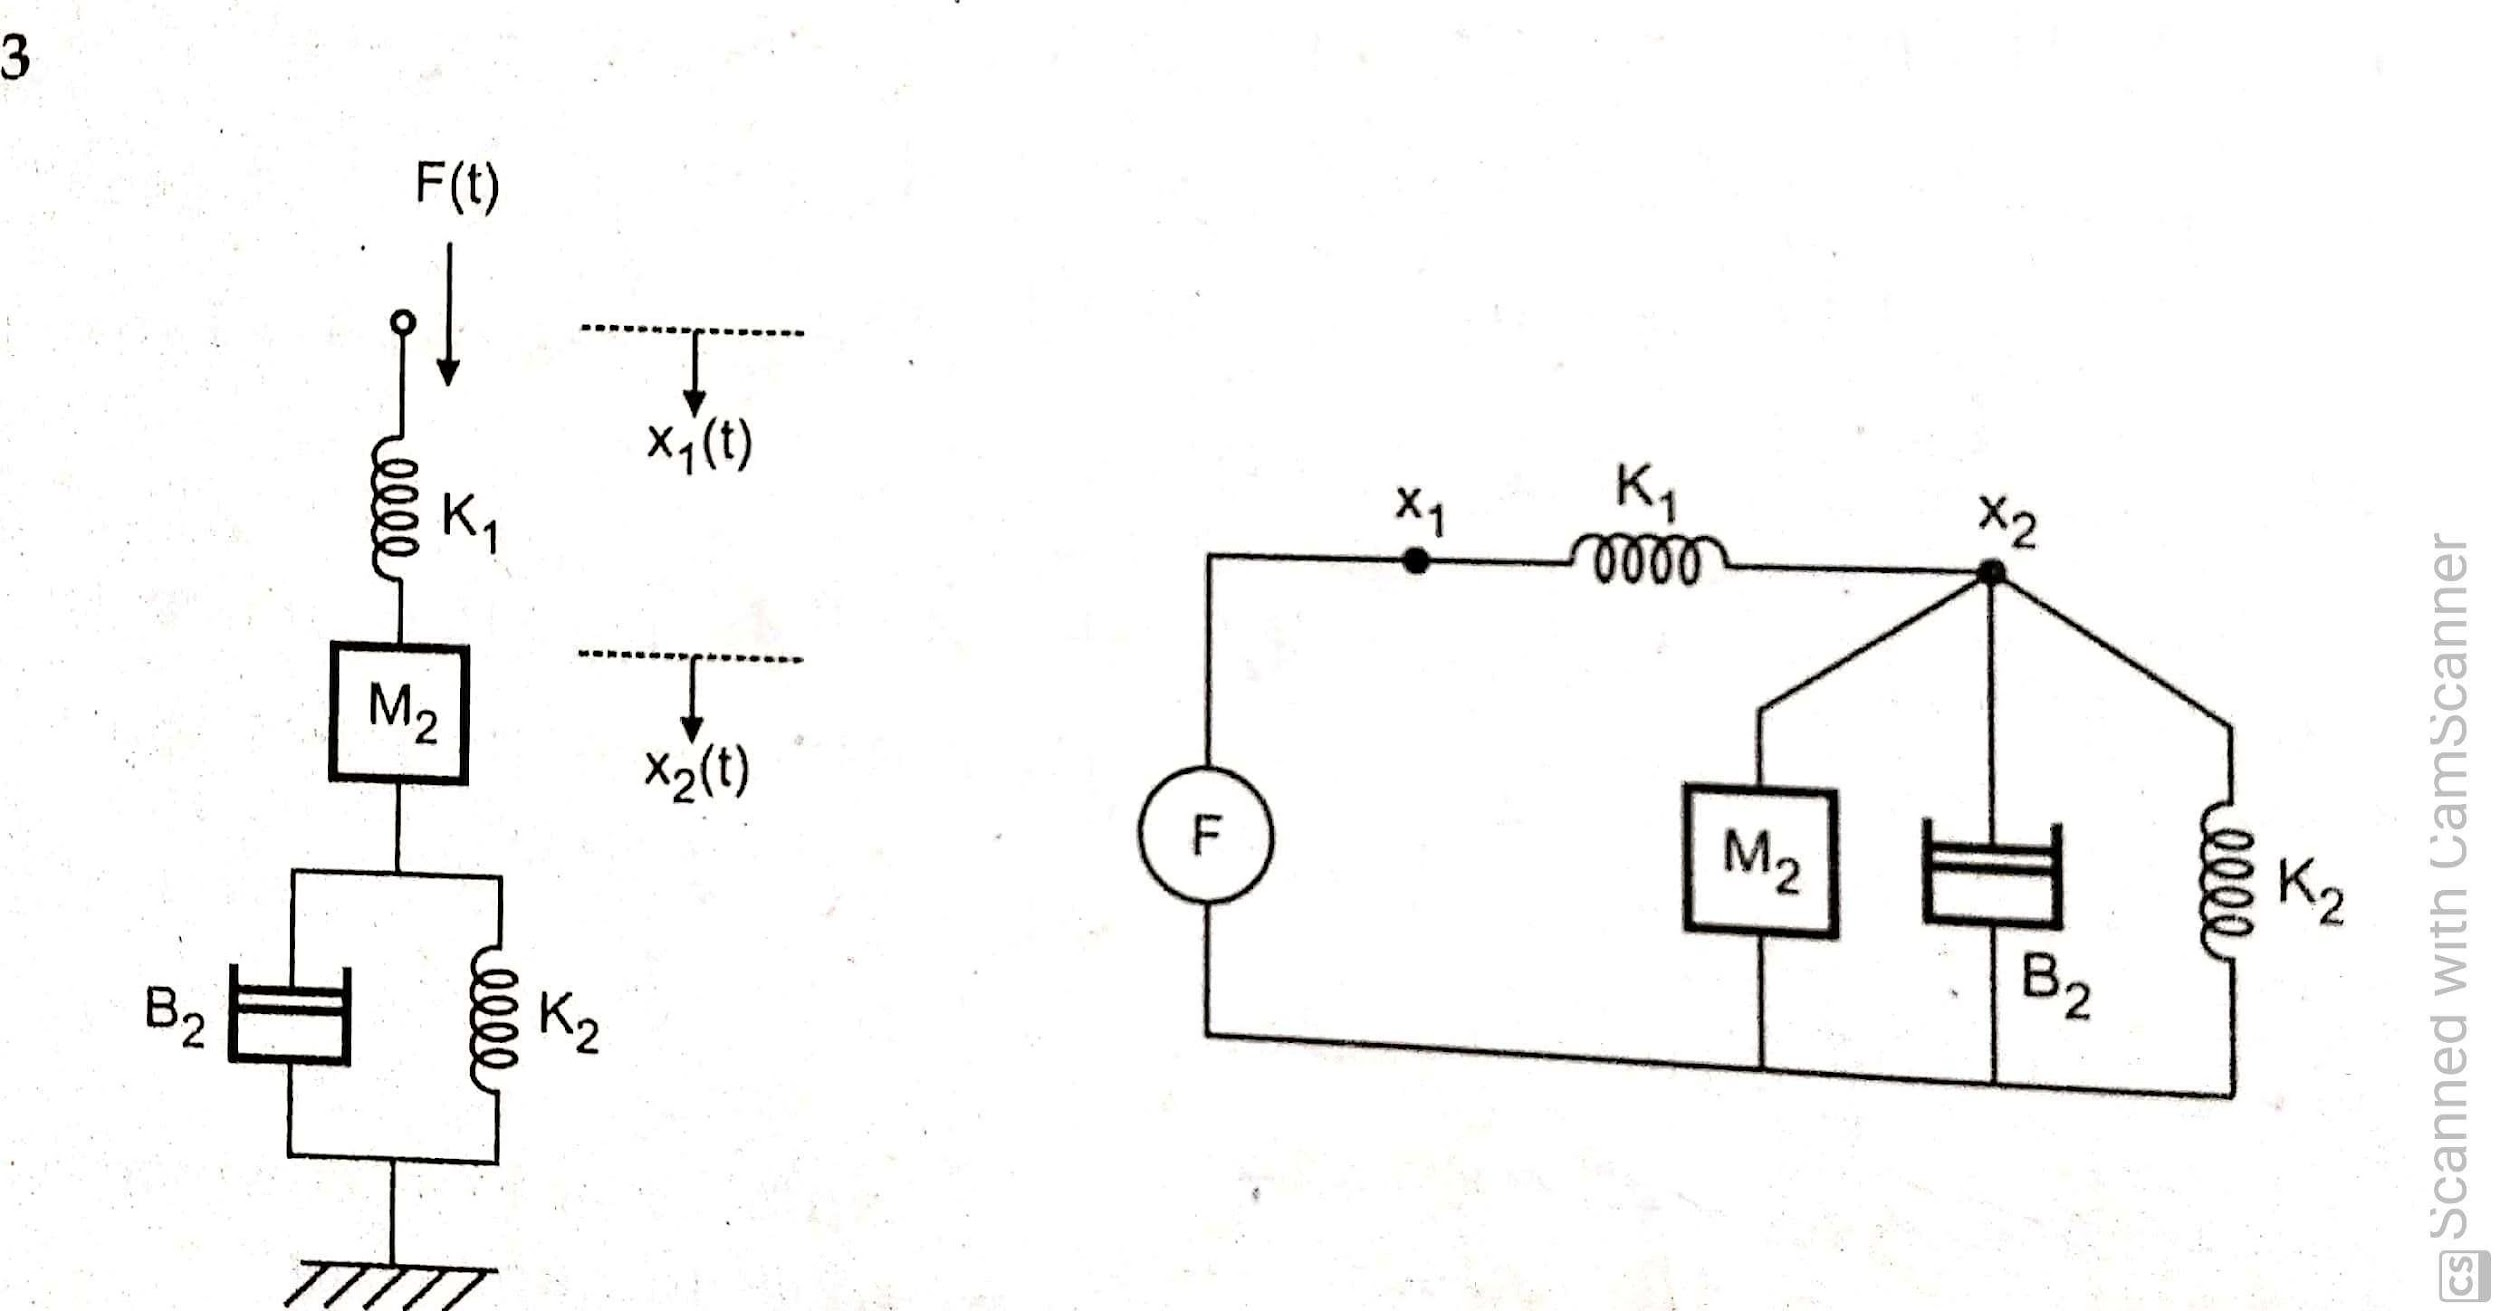 3
F(t)
x₁(t)
K₁
M₂
x₂(t)
B₂
K₂
x₁
K₁
x₂
F
M₂
B₂
K₂
CS Scanned with CamScanner